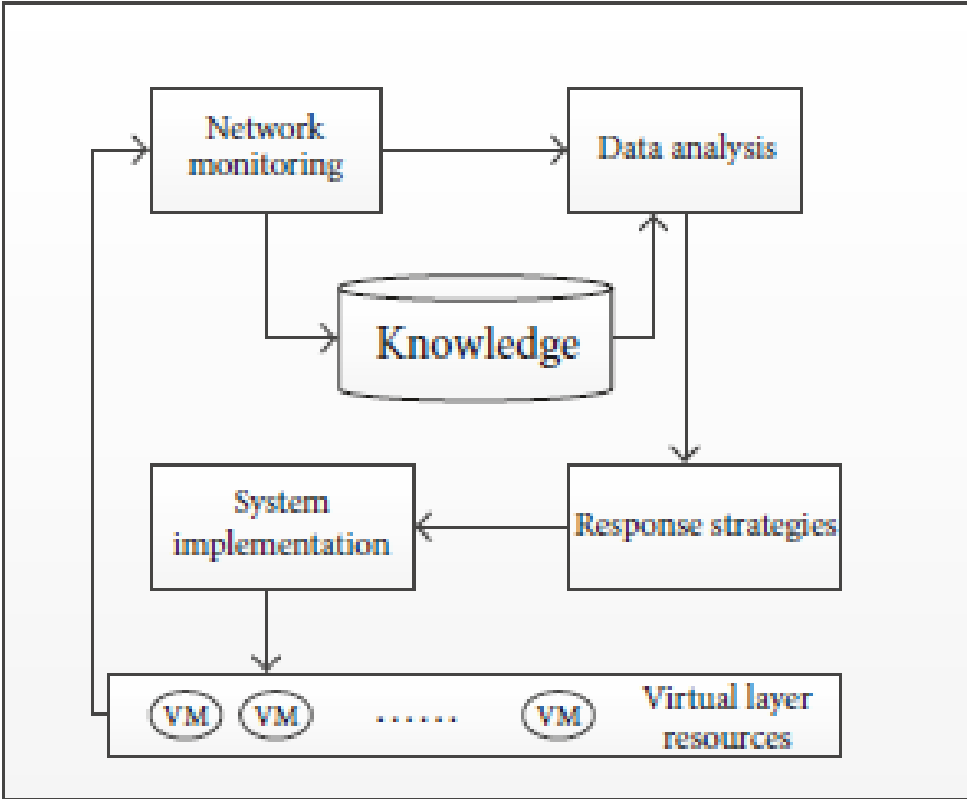 Network
monitoring
Data analysis
Knowledge
System
implementation
Response strategies
VM VM ...... VM
Virtual layer
resources